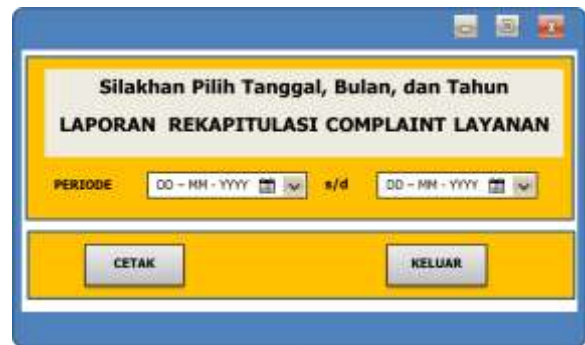 Silakhan Pilih Tanggal, Bulan, dan Tahun
LAPORAN REKAPITULASI COMPLAINT LAYANAN
PERIODE DD – MM - YYYY s/d DD – MM - YYYY
CETAK KELUAR